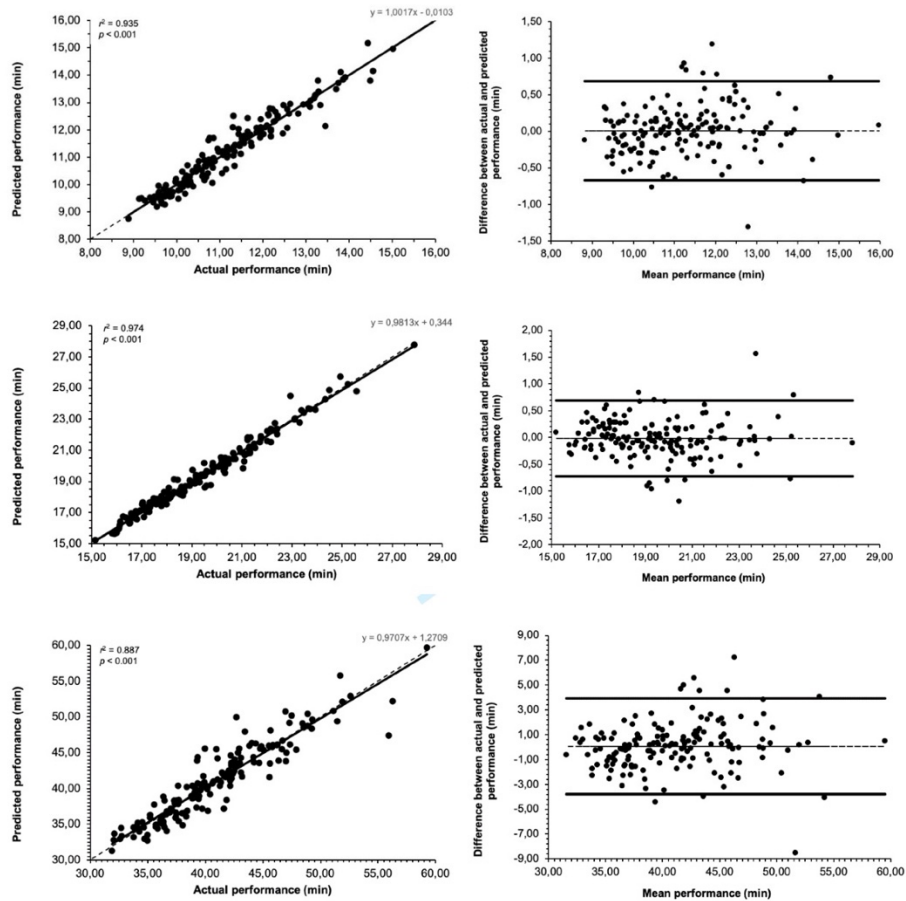 y = 1,0017x - 0,0103
r² = 0.935
p < 0.001
Predicted performance (min)
16,00
15,00
14,00
13,00
12,00
11,00
10,00
9,00
8,00
8,00 9,00 10,00 11,00 12,00 13,00 14,00 15,00 16,00
Actual performance (min)
Difference between actual and predicted
performance (min)
1,50
1,00
0,50
0,00
-0,50
-1,00
-1,50
8,00 9,00 10,00 11,00 12,00 13,00 14,00 15,00 16,00
Mean performance (min)
y = 0,9813x + 0,344
r² = 0.974
p < 0.001
Predicted performance (min)
29,00
27,00
25,00
23,00
21,00
19,00
17,00
15,00
15,00 17,00 19,00 21,00 23,00 25,00 27,00 29,00
Actual performance (min)
Difference between actual and predicted
performance (min)
2,00
1,50
1,00
0,50
0,00
-0,50
-1,00
-1,50
-2,00
15,00 17,00 19,00 21,00 23,00 25,00 27,00 29,00
Mean performance (min)
y = 0,9707x + 1,2709
r² = 0.887
p < 0.001
Predicted performance (min)
60,00
55,00
50,00
45,00
40,00
35,00
30,00
30,00 35,00 40,00 45,00 50,00 55,00 60,00
Actual performance (min)
Difference between actual and predicted
performance (min)
9,00
7,00
5,00
3,00
1,00
-1,00
-3,00
-5,00
-7,00
-9,00
30,00 35,00 40,00 45,00 50,00 55,00 60,00
Mean performance (min)